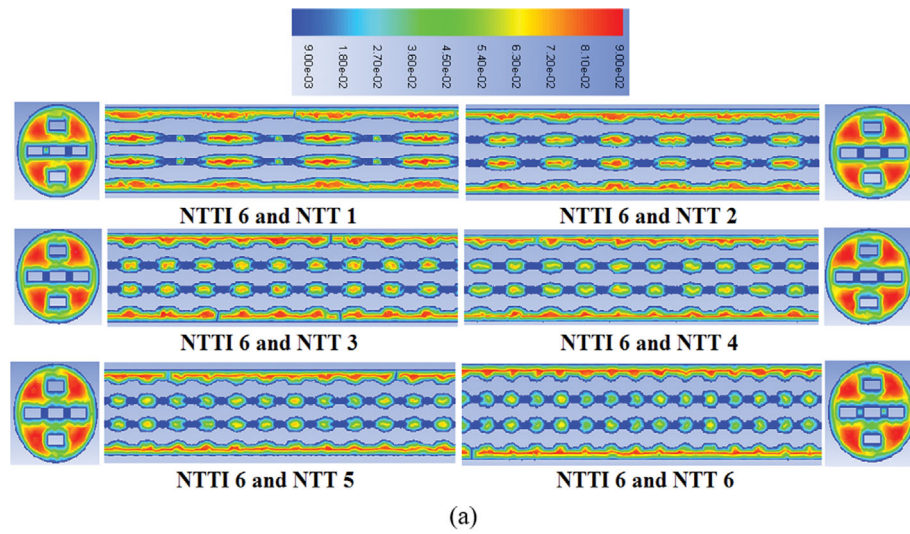 9.00e-03 1.80e-02 2.70e-02 3.60e-02 4.50e-02 5.40e-02 6.30e-02 7.20e-02 8.10e-02 9.00e-02
NTTI 6 and NTT 1
NTTI 6 and NTT 2
NTTI 6 and NTT 3
NTTI 6 and NTT 4
NTTI 6 and NTT 5
NTTI 6 and NTT 6
(a)